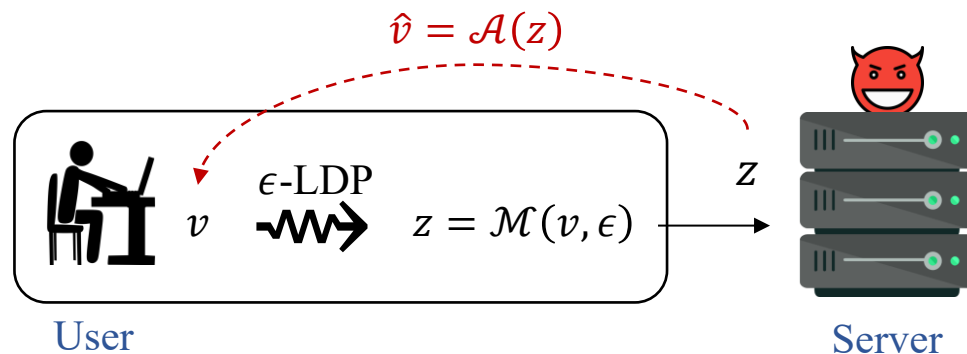 v̂ = 𝒜(z)
ϵ-LDP
v
z = ℳ(v, ϵ)
z
User
Server